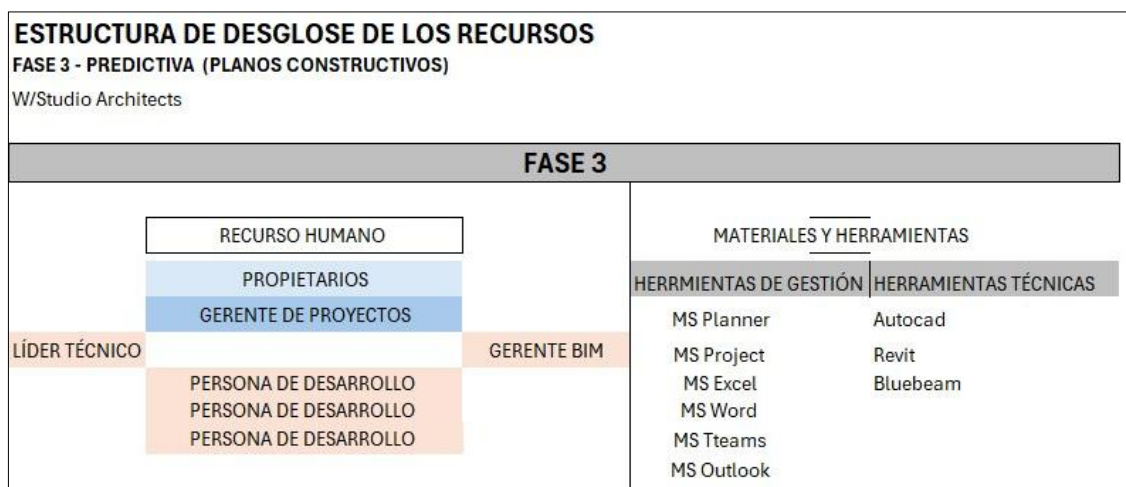 ESTRUCTURA DE DESGLOSE DE LOS RECURSOS
FASE 3 - PREDICTIVA (PLANOS CONSTRUCTIVOS)
W/Studio Architects
FASE 3
RECURSO HUMANO
PROPIETARIOS
GERENTE DE PROYECTOS
LÍDER TÉCNICO
GERENTE BIM
PERSONA DE DESARROLLO
PERSONA DE DESARROLLO
PERSONA DE DESARROLLO
MATERIALES Y HERRAMIENTAS
HERRMIENTAS DE GESTIÓN
HERRAMIENTAS TÉCNICAS
MS Planner
Autocad
MS Project
Revit
MS Excel
Bluebeam
MS Word
MS Tteams
MS Outlook